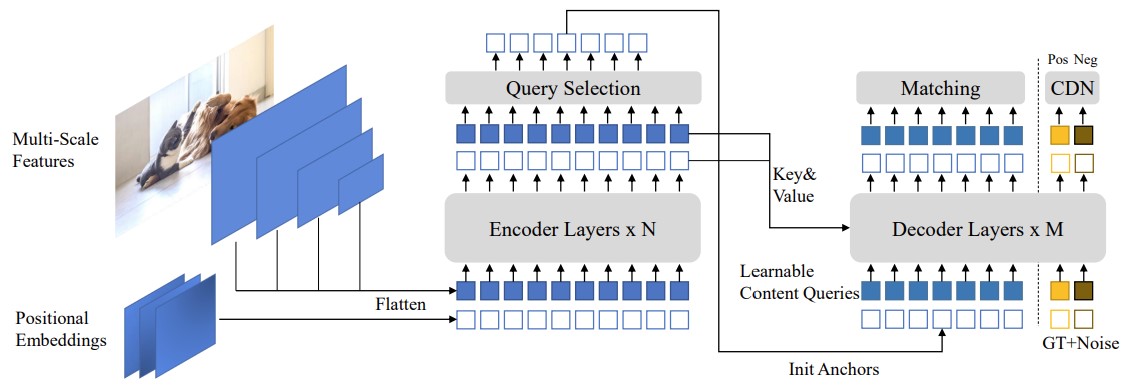 Multi-Scale
Features
Positional
Embeddings
Flatten
Query Selection
Encoder Layers x N
Key&
Value
Learnable
Content Queries
Init Anchors
Matching
Decoder Layers x M
Pos Neg
CDN
GT+Noise